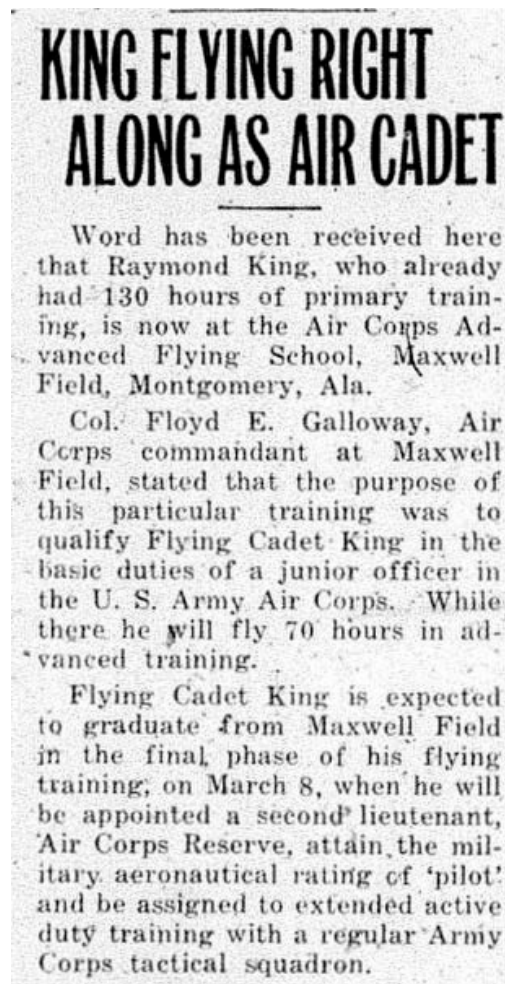 KING FLYING RIGHT
ALONG AS AIR CADET
Word has been received here
that Raymond King, who already
had 130 hours of primary train-
ing, is now at the Air Corps Ad-
vanced Flying School, Maxwell
Field, Montgomery, Ala.
Col. Floyd E. Galloway, Air
Corps commandant at Maxwell
Field, stated that the purpose of
this particular training was to
qualify Flying Cadet King in the
basic duties of a junior officer in
the U. S. Army Air Corps. While
there he will fly 70 hours in ad-
vanced training.
Flying Cadet King is expected
to graduate from Maxwell Field
in the final phase of his flying
training, on March 8, when he will
be appointed a second lieutenant,
Air Corps Reserve, attain the mil-
itary aeronautical rating of 'pilot'
and be assigned to extended active
duty training with a regular Army
Corps tactical squadron.